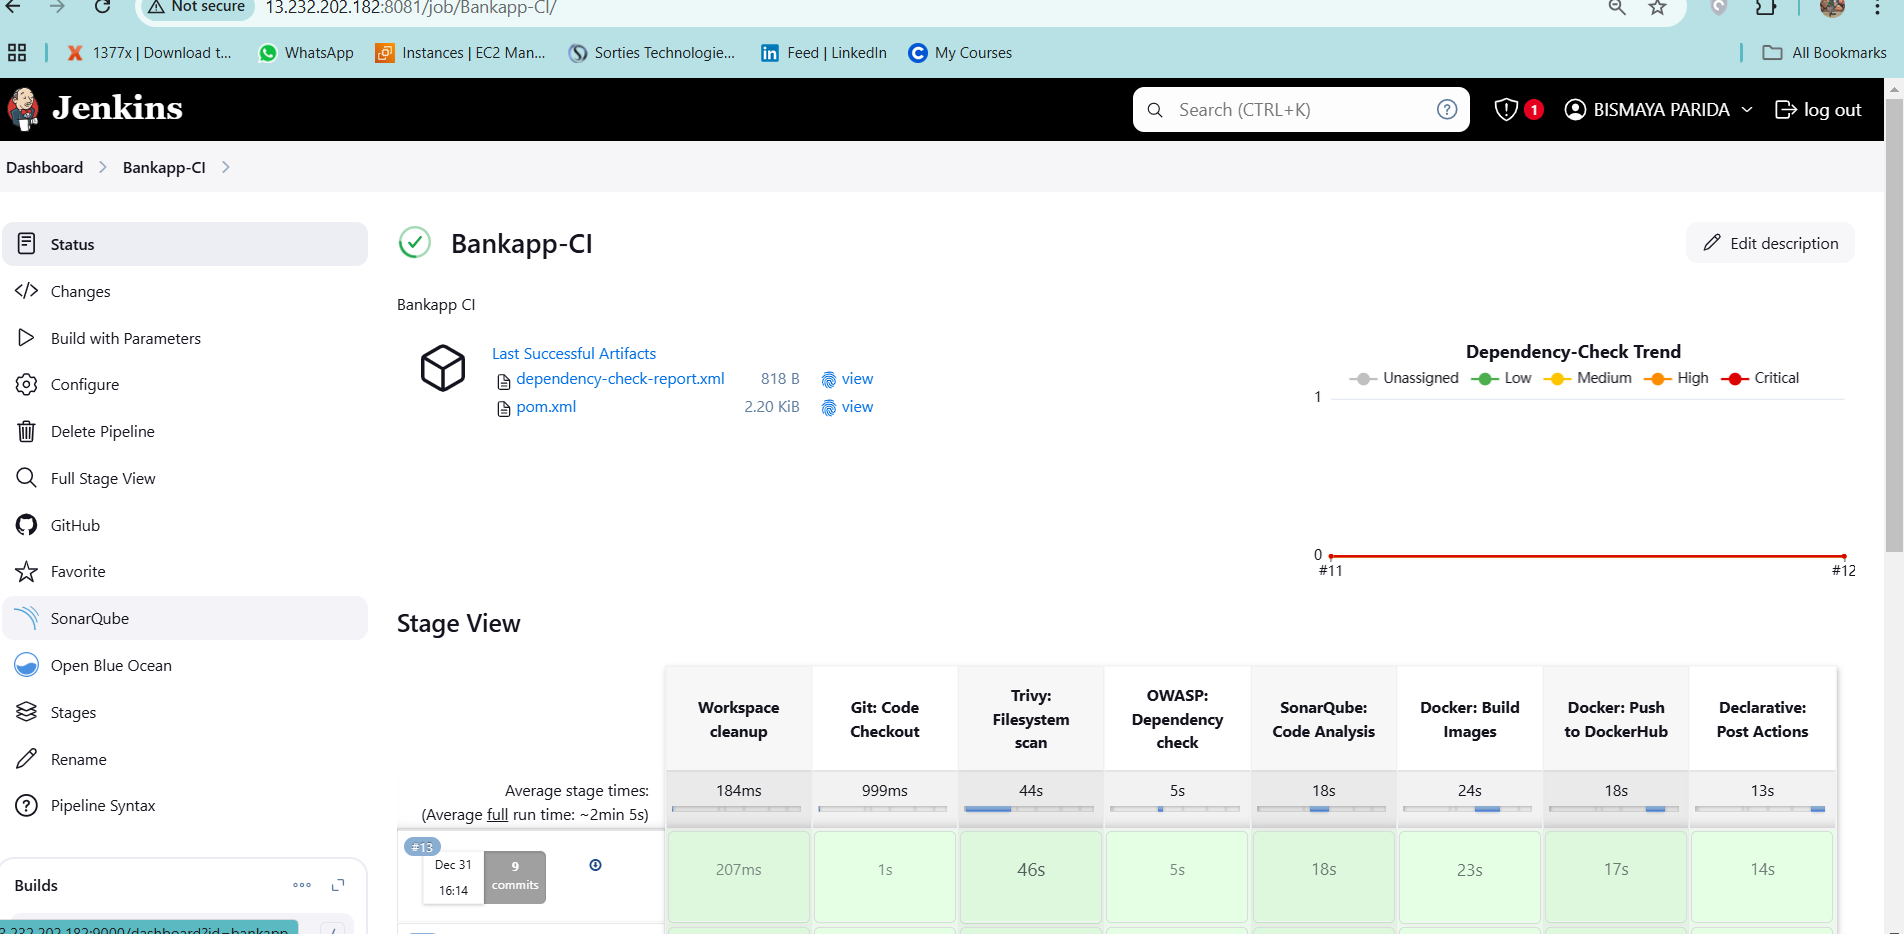 Not secure
13.232.202.182:8081/job/Bankapp-CI/
1377x | Download t...
WhatsApp
Instances | EC2 Man...
Sorties Technologie...
Feed | LinkedIn
My Courses
All Bookmarks
Jenkins
Search (CTRL+K)
1
BISMAYA PARIDA
log out
Dashboard
Bankapp-CI
Status
Changes
Build with Parameters
Configure
Delete Pipeline
Full Stage View
GitHub
Favorite
SonarQube
Open Blue Ocean
Stages
Rename
Pipeline Syntax
Builds
Bankapp-CI
Edit description
Bankapp CI
Last Successful Artifacts
dependency-check-report.xml 818 B view
pom.xml 2.20 KiB view
Dependency-Check Trend
Unassigned Low Medium High Critical
1
0
#11 #12
Stage View
Workspace cleanup
Git: Code Checkout
Trivy: Filesystem scan
OWASP: Dependency check
SonarQube: Code Analysis
Docker: Build Images
Docker: Push to DockerHub
Declarative: Post Actions
Average stage times:
(Average full run time: ~2min 5s)
184ms 999ms 44s 5s 18s 24s 18s 13s
#13
Dec 31
16:14
9
commits
207ms 1s 46s 5s 18s 23s 17s 14s
3.232.202.182:9000/dashboard?id=bankapp